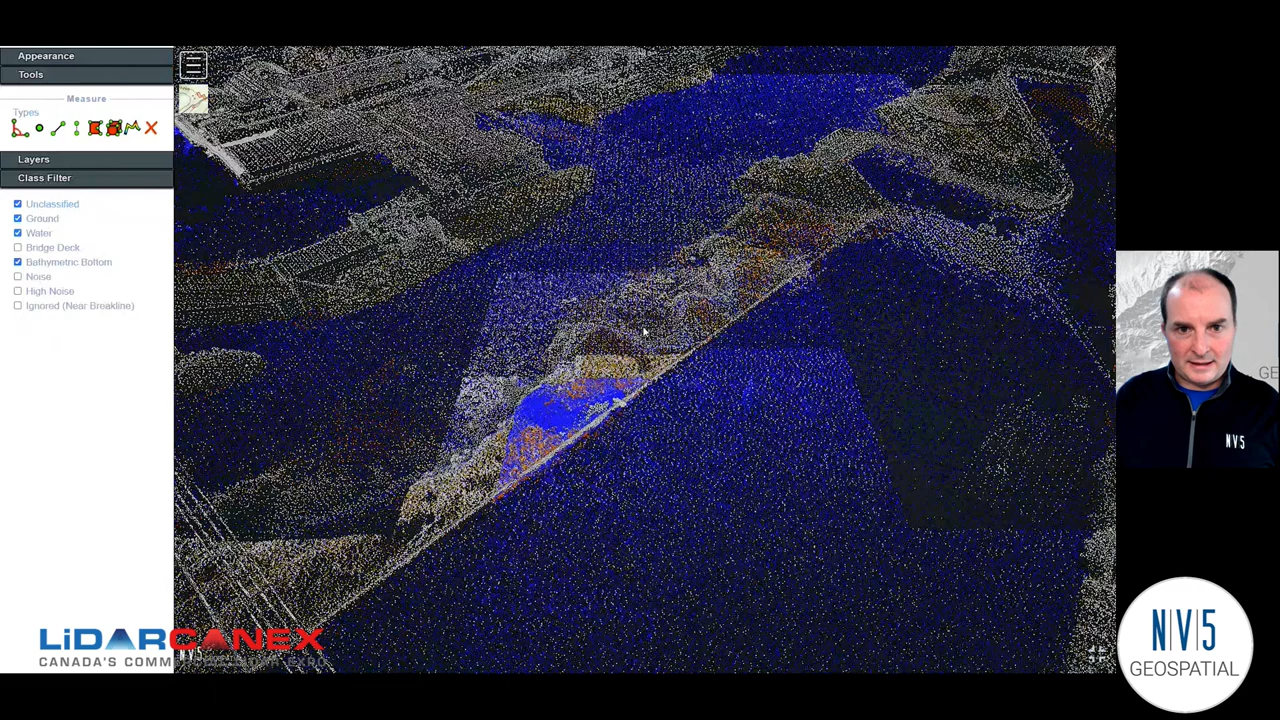 Appearance
Tools
Measure
Types
Layers
Class Filter
Unclassified
Ground
Water
Bridge Deck
Bathymetric Bottom
Noise
High Noise
Ignored (Near Breakline)
GE
NV5
LiDARCANEX
CANADA'S COMM
NV5
GEOSPATIAL